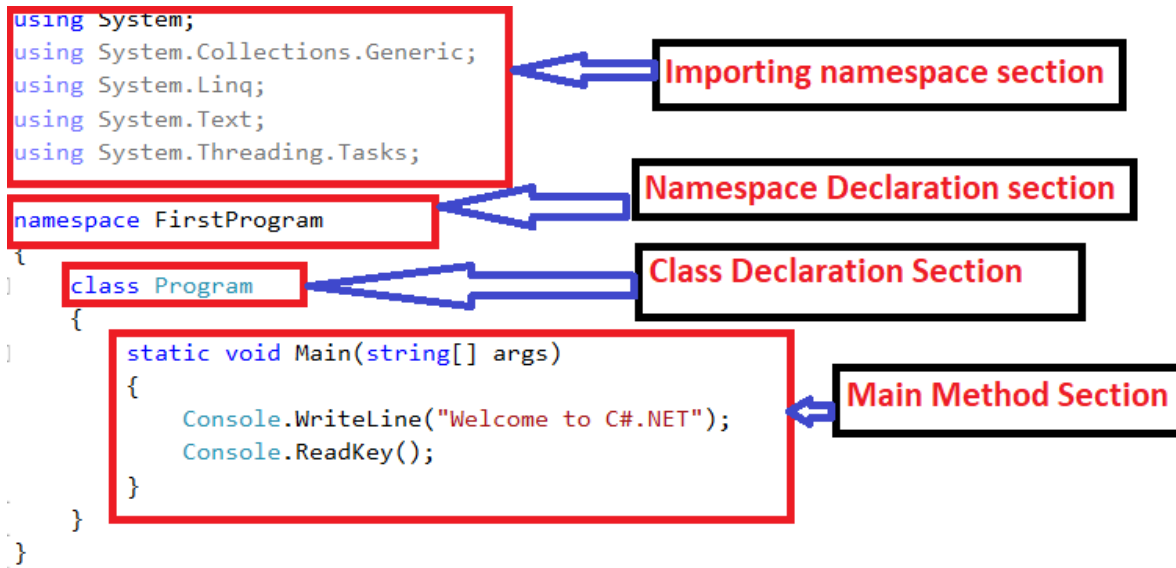 using System;
using System.Collections.Generic;
using System.Linq;
using System.Text;
using System.Threading.Tasks;
Importing namespace section
Namespace Declaration section
namespace FirstProgram
{
class Program
Class Declaration Section
{
static void Main(string[] args)
{
Console.WriteLine("Welcome to C#.NET");
Main Method Section
Console.ReadKey();
}
}
}